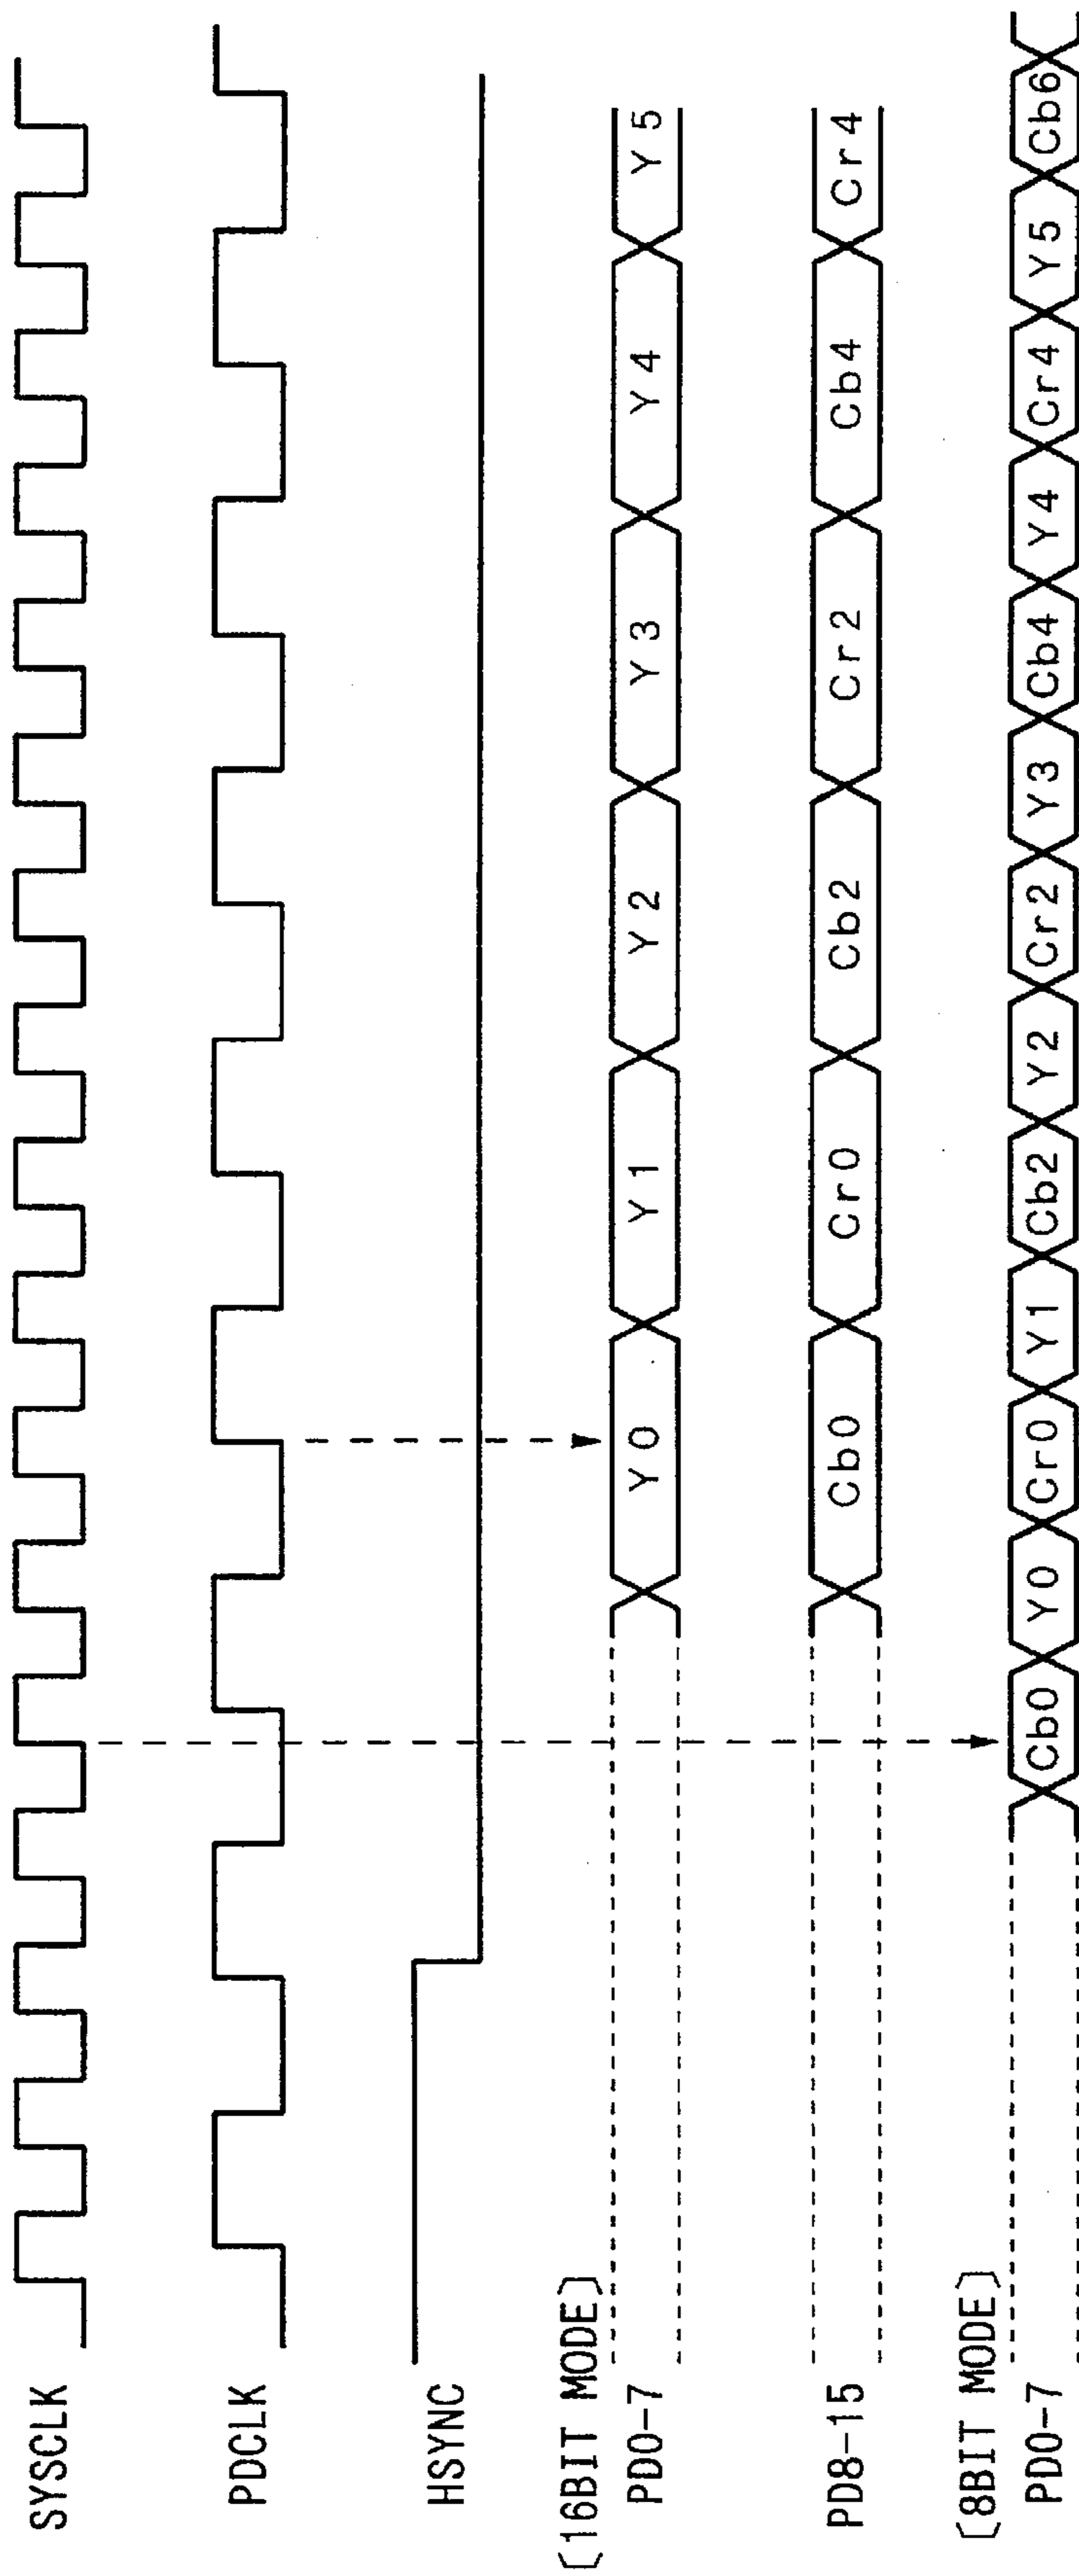 SYSCLK
PDCLK
HSYNC
(16BIT MODE)
PD0-7 Y0 Y1 Y2 Y3 Y4 Y5
PD8-15 Cb0 Cr0 Cb2 Cr2 Cb4 Cr4
(8BIT MODE)
PD0-7 Cb0 Y0 Cr0 Y1 Cb2 Y2 Cr2 Y3 Cb4 Y4 Cr4 Y5 Cb6